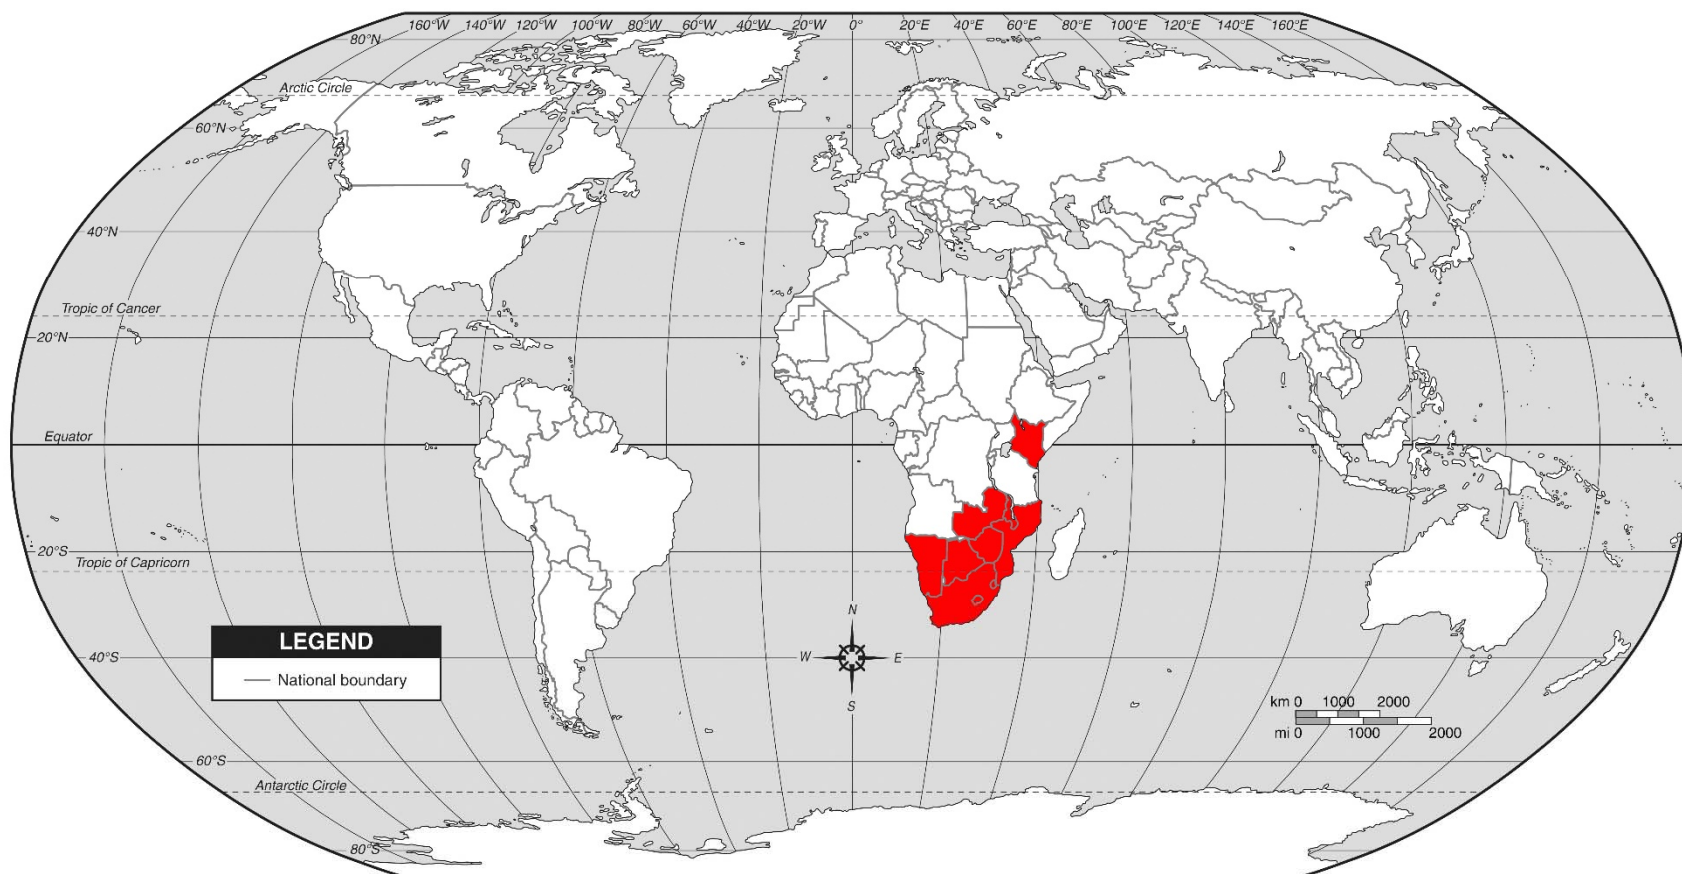 160°W 140°W 120°W 100°W 80°W 60°W 40°W 20°W 0° 20°E 40°E 60°E 80°E 100°E 120°E 140°E 160°E
80°N
Arctic Circle
60°N
40°N
Tropic of Cancer
20°N
Equator
20°S
Tropic of Capricorn
N
W E
S
LEGEND
National boundary
40°S
km 0 1000 2000
mi 0 1000 2000
60°S
Antarctic Circle
80°S